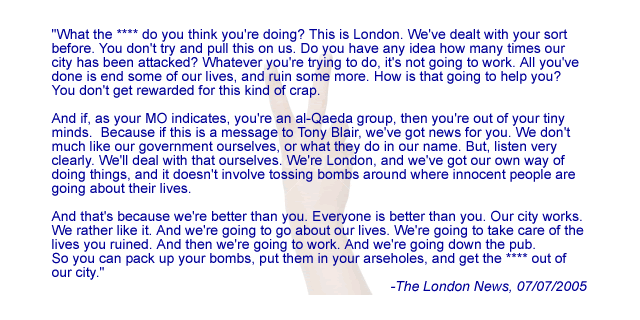 "What the **** do you think you're doing? This is London. We've dealt with your sort
before. You don't try and pull this on us. Do you have any idea how many times our
city has been attacked? Whatever you're trying to do, it's not going to work. All you've
done is end some of our lives, and ruin some more. How is that going to help you?
You don't get rewarded for this kind of crap.
And if, as your MO indicates, you're an al-Qaeda group, then you're out of your tiny
minds.  Because if this is a message to Tony Blair, we've got news for you. We don't
much like our government ourselves, or what they do in our name. But, listen very
clearly. We'll deal with that ourselves. We're London, and we've got our own way of
doing things, and it doesn't involve tossing bombs around where innocent people are
going about their lives.
And that's because we're better than you. Everyone is better than you. Our city works.
We rather like it. And we're going to go about our lives. We're going to take care of the
lives you ruined. And then we're going to work. And we're going down the pub.
So you can pack up your bombs, put them in your arseholes, and get the **** out of
our city."
-The London News, 07/07/2005